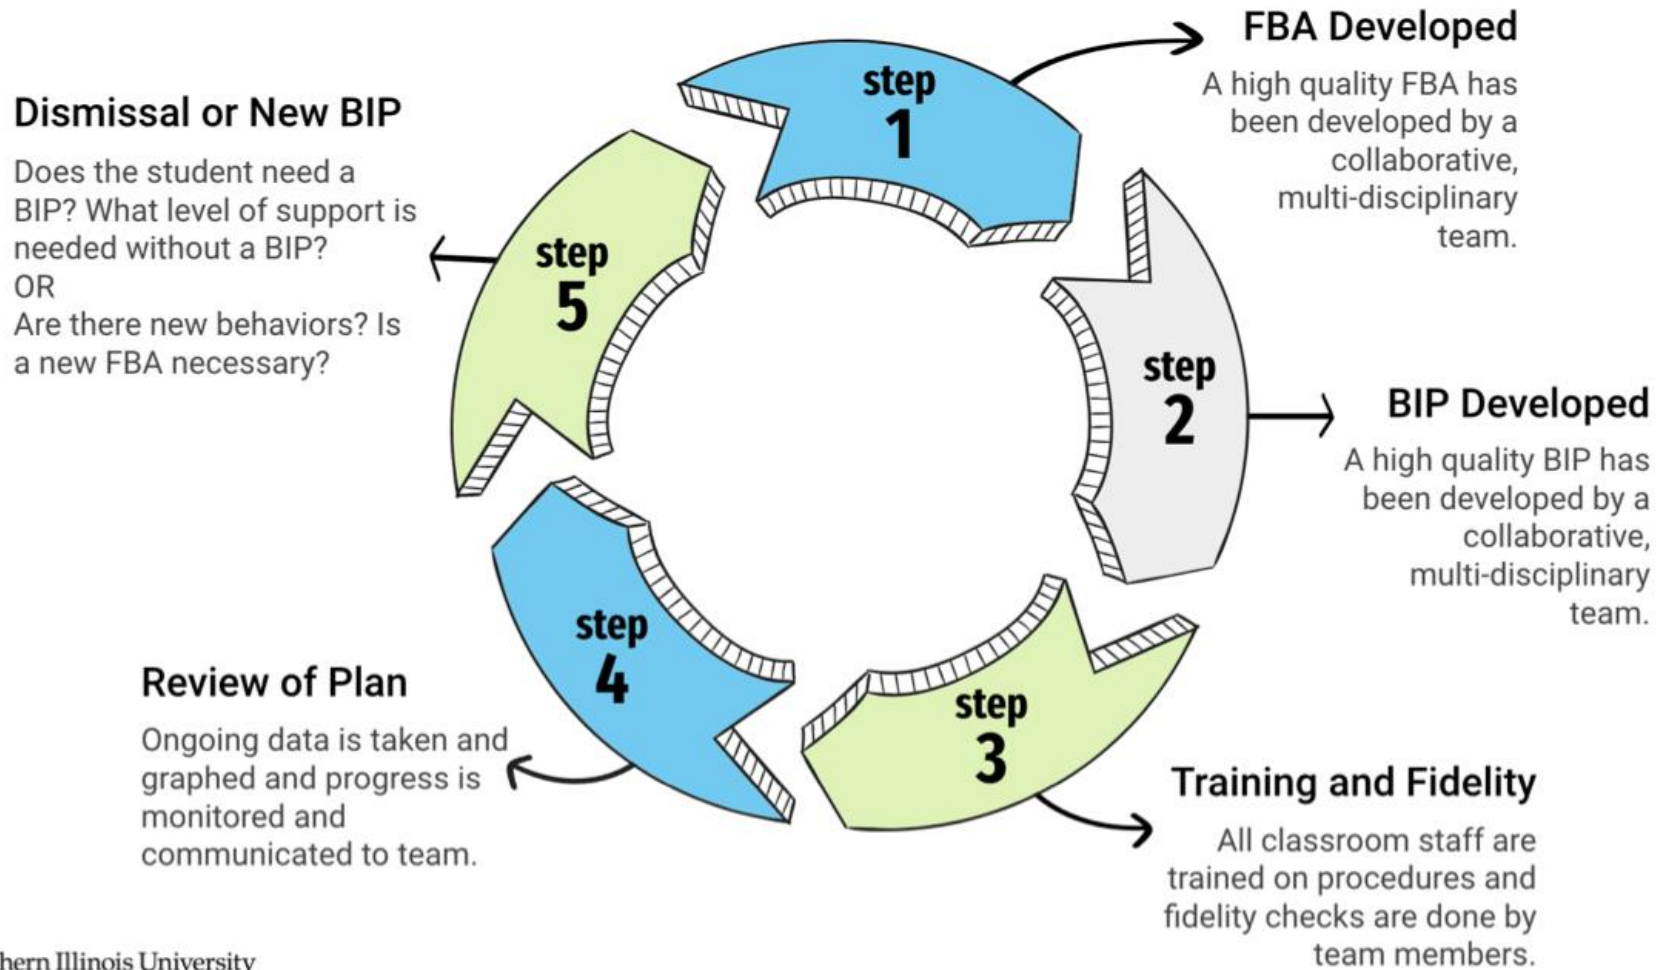 step
1
FBA Developed
A high quality FBA has
been developed by a
collaborative,
multi-disciplinary
team.
step
2
BIP Developed
A high quality BIP has
been developed by a
collaborative,
multi-disciplinary
team.
step
3
Training and Fidelity
All classroom staff are
trained on procedures and
fidelity checks are done by
team members.
step
4
Review of Plan
Ongoing data is taken and
graphed and progress is
monitored and
communicated to team.
step
5
Dismissal or New BIP
Does the student need a
BIP? What level of support is
needed without a BIP?
OR
Are there new behaviors? Is
a new FBA necessary?
hern Illinois University